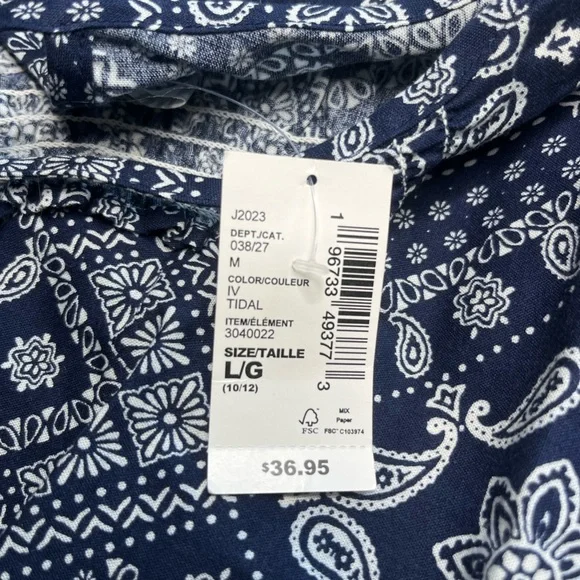 J2023
DEPT./CAT.
038/27
M
COLOR/COULEUR
IV
TIDAL
ITEM/ÉLÉMENT
3040022
SIZE/TAILLE
L/G
(10/12)
1 96733 49377 3
FSC
MIX
Paper
FSC® C103974
$36.95